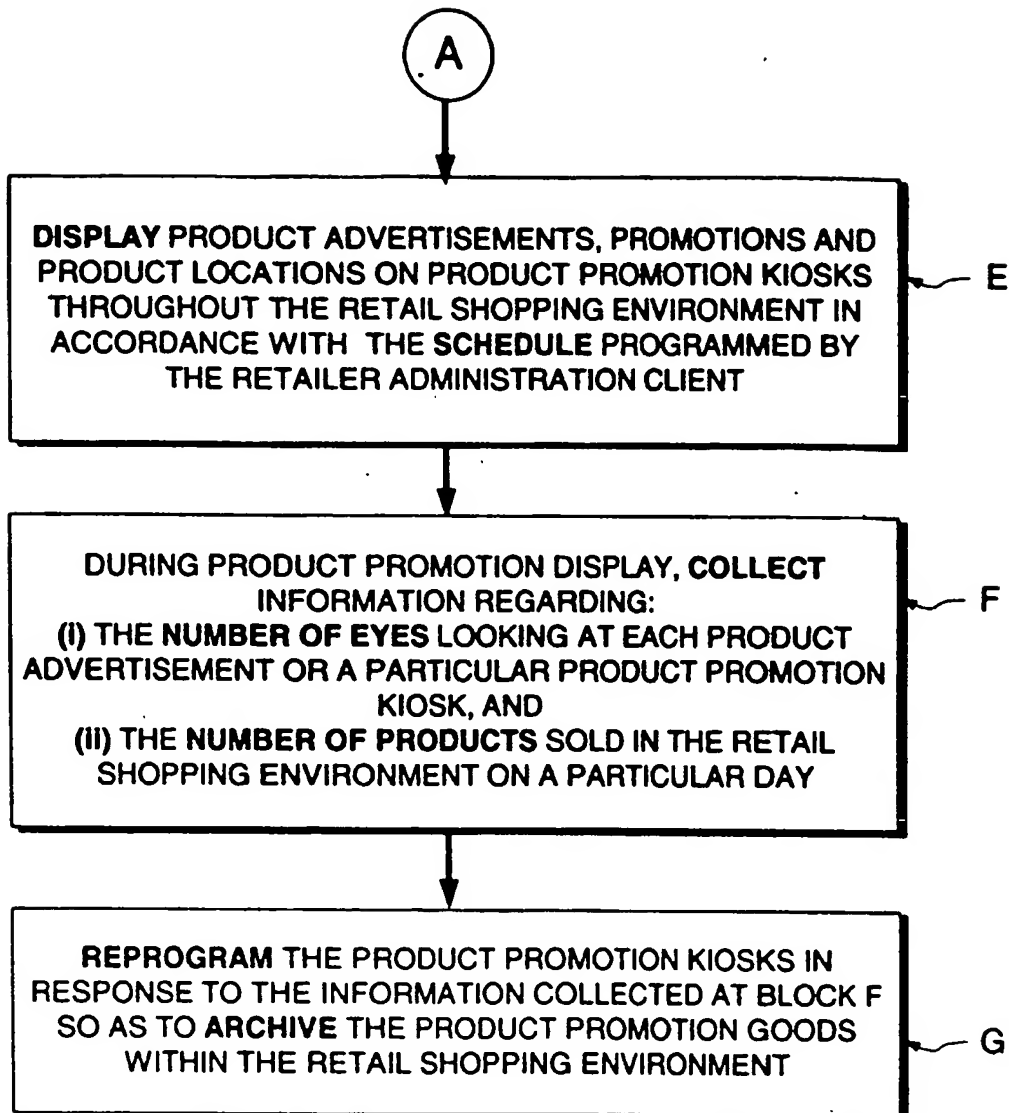 A
DISPLAY PRODUCT ADVERTISEMENTS, PROMOTIONS AND
PRODUCT LOCATIONS ON PRODUCT PROMOTION KIOSKS
THROUGHOUT THE RETAIL SHOPPING ENVIRONMENT IN
ACCORDANCE WITH THE SCHEDULE PROGRAMMED BY
THE RETAILER ADMINISTRATION CLIENT
E
DURING PRODUCT PROMOTION DISPLAY, COLLECT
INFORMATION REGARDING:
(i) THE NUMBER OF EYES LOOKING AT EACH PRODUCT
ADVERTISEMENT OR A PARTICULAR PRODUCT PROMOTION
KIOSK, AND
(ii) THE NUMBER OF PRODUCTS SOLD IN THE RETAIL
SHOPPING ENVIRONMENT ON A PARTICULAR DAY
F
REPROGRAM THE PRODUCT PROMOTION KIOSKS IN
RESPONSE TO THE INFORMATION COLLECTED AT BLOCK F
SO AS TO ARCHIVE THE PRODUCT PROMOTION GOODS
WITHIN THE RETAIL SHOPPING ENVIRONMENT
G